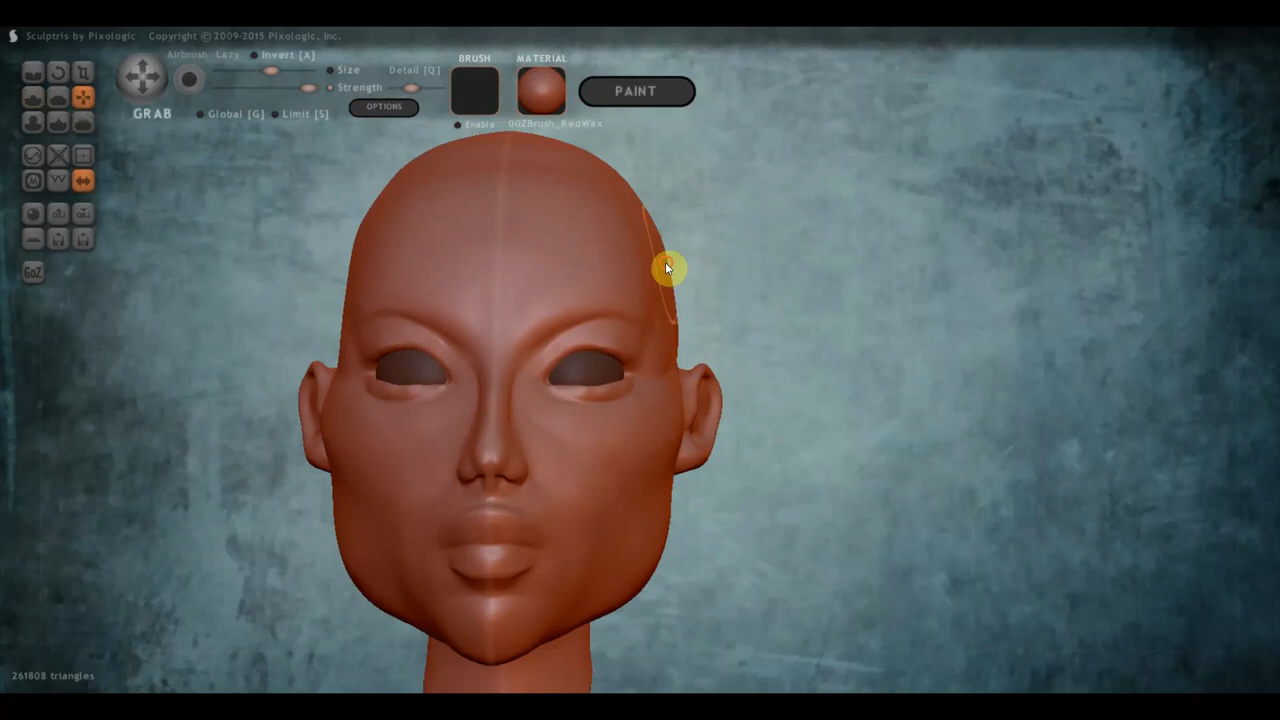 Sculptris by Pixologic Copyright ©2009-2015 Pixologic, Inc.
Airbrush Lazy Invert [X]
BRUSH MATERIAL
Size Detail [Q]
Strength
PAINT
OPTIONS
GRAB Global [G] Limit [S]
Enable 00ZBrush_RedWax
GoZ
261808 triangles